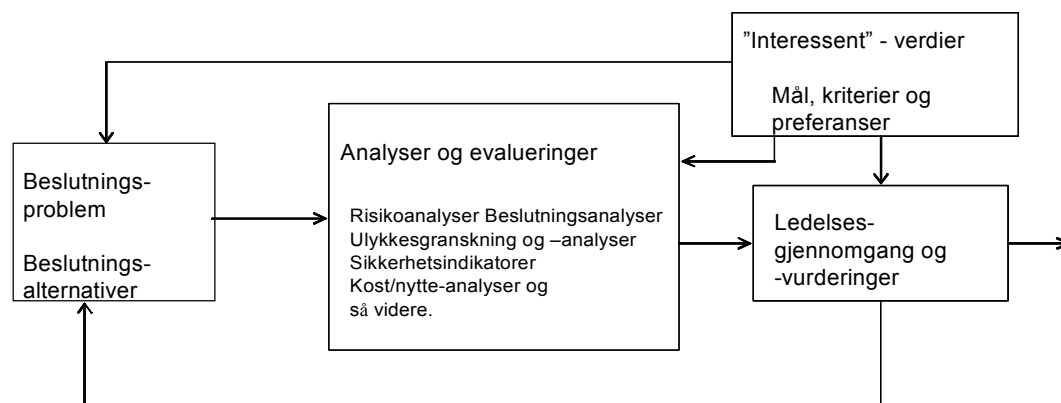 ”Interessent” - verdier
Mål, kriterier og
preferanser
Beslutnings-
problem
Beslutnings-
alternativer
Analyser og evalueringer
Risikoanalyser Beslutningsanalyser
Ulykkesgranskning og –analyser
Sikkerhetsindikatorer
Kost/nytte-analyser og
så videre.
Ledelses-
gjennomgang og
-vurderinger